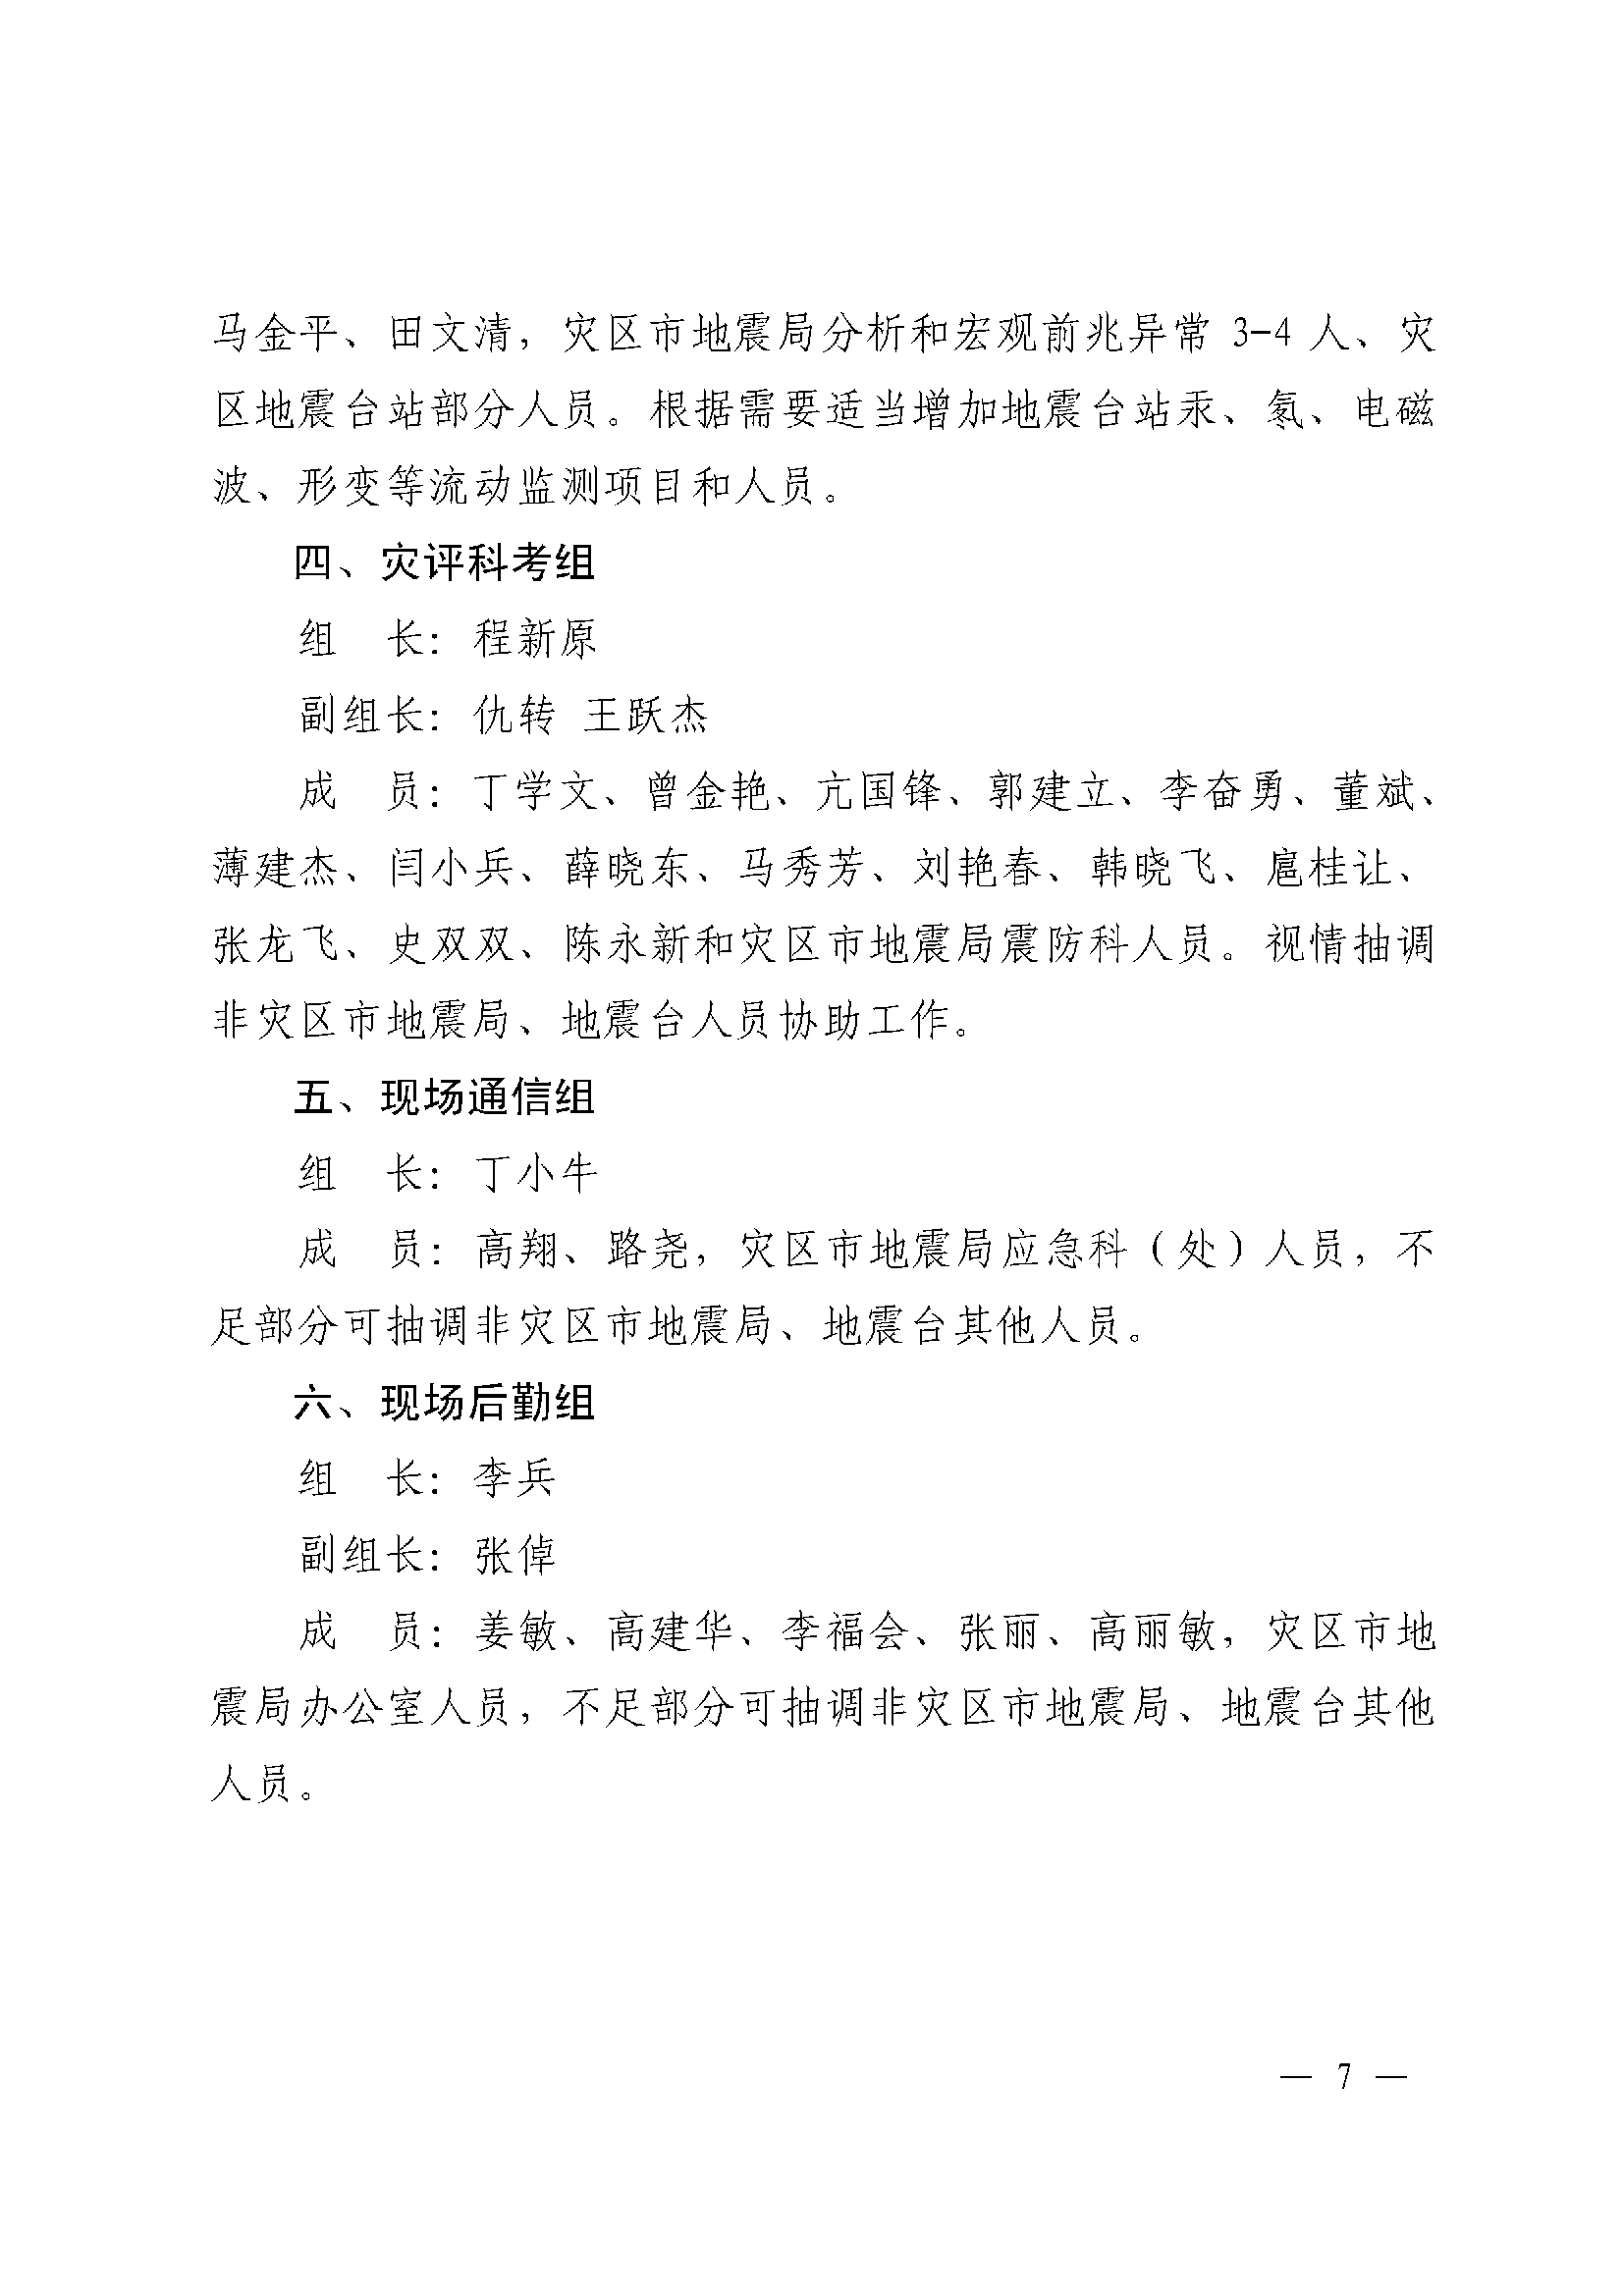 马金平、田文清，灾区市地震局分析和宏观前兆异常 3-4 人、灾
区地震台站部分人员。根据需要适当增加地震台站汞、氡、电磁
波、形变等流动监测项目和人员。
四、灾评科考组
组　长：程新原
副组长：仇转 王跃杰
成　员：丁学文、曾金艳、亢国锋、郭建立、李奋勇、董斌、
薄建杰、闫小兵、薛晓东、马秀芳、刘艳春、韩晓飞、扈桂让、
张龙飞、史双双、陈永新和灾区市地震局震防科人员。视情抽调
非灾区市地震局、地震台人员协助工作。
五、现场通信组
组　长：丁小牛
成　员：高翔、路尧，灾区市地震局应急科（处）人员，不
足部分可抽调非灾区市地震局、地震台其他人员。
六、现场后勤组
组　长：李兵
副组长：张倬
成　员：姜敏、高建华、李福会、张丽、高丽敏，灾区市地
震局办公室人员，不足部分可抽调非灾区市地震局、地震台其他
人员。
— 7 —